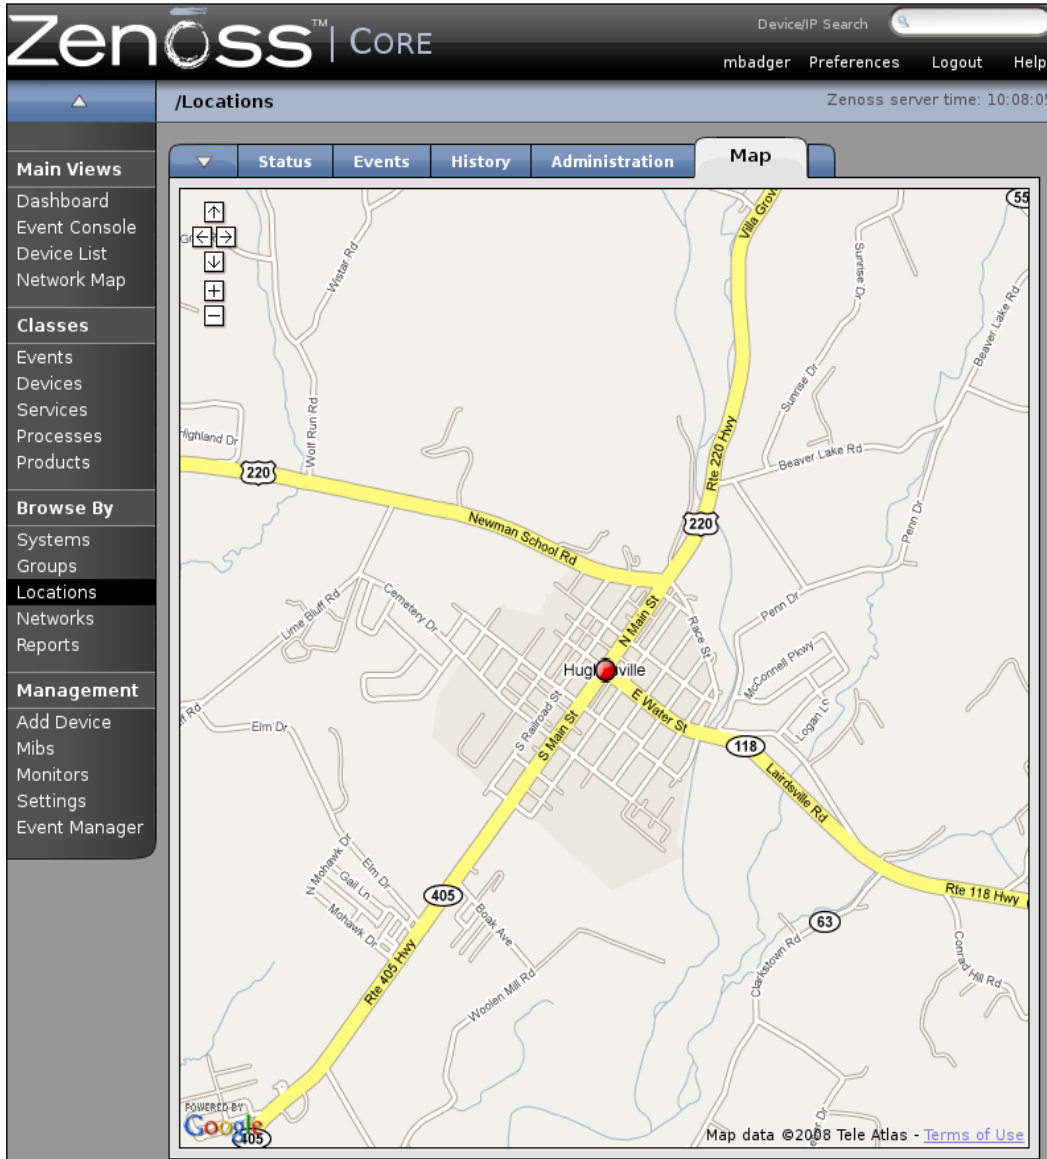 Zenoss™ | CORE
Device/IP Search
mbadger Preferences Logout Help
/Locations
Zenoss server time: 10:08:05
Main Views
Dashboard
Event Console
Device List
Network Map
Classes
Events
Devices
Services
Processes
Products
Browse By
Systems
Groups
Locations
Networks
Reports
Management
Add Device
Mibs
Monitors
Settings
Event Manager
Status
Events
History
Administration
Map
55
Villa Grove
Wistar Rd
Sunrise Dr
Beaver Lake Rd
Highland Dr
Wolf Run Rd
Sunrise Dr
Rte 220 Hwy
Beaver Lake Rd
220
Newman School Rd
220
Penn Dr
Lime Bluff Rd
Cemetery Dr
N Main St
Race St
Penn Dr
McConnell Pkwy
Logan Ln
S Railroad St
S Main St
E Water St
118
Elm Dr
Lairdsville Rd
N Mohawk Dr
Elm Dr
Gail Ln
Mohawk Dr
405
Boak Ave
Rte 118 Hwy
63
Clarkstown Rd
Conrad Hill Rd
Rte 405 Hwy
Woolen Mill Rd
POWERED BY
Google
405
Map data ©2008 Tele Atlas - Terms of Use